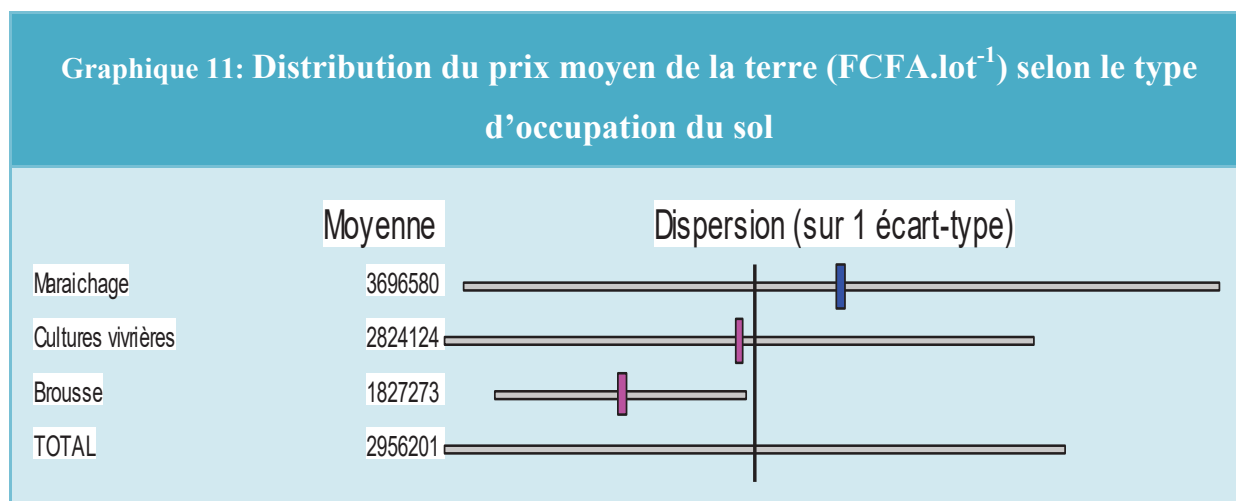 Graphique 11: Distribution du prix moyen de la terre (FCFA.lot⁻¹) selon le type
d’occupation du sol
Moyenne Dispersion (sur 1 écart-type)
Maraichage 3696580
Cultures vivrières 2824124
Brousse 1827273
TOTAL 2956201